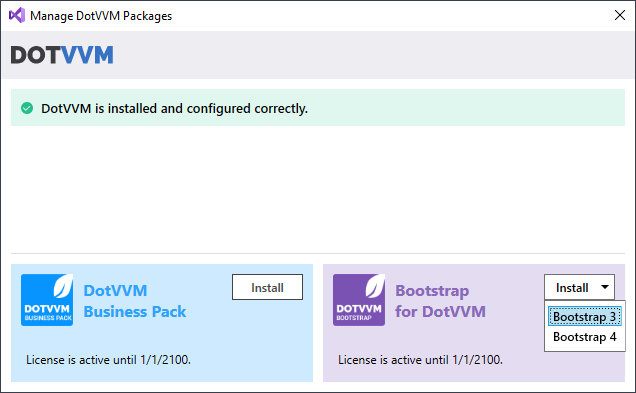 Manage DotVVM Packages
DOTVVM
DotVVM is installed and configured correctly.
DOTVVM
BUSINESS PACK
DotVVM
Business Pack
Install
License is active until 1/1/2100.
DOTVVM
BOOTSTRAP
Bootstrap
for DotVVM
Install
Bootstrap 3
Bootstrap 4
License is active until 1/1/2100.